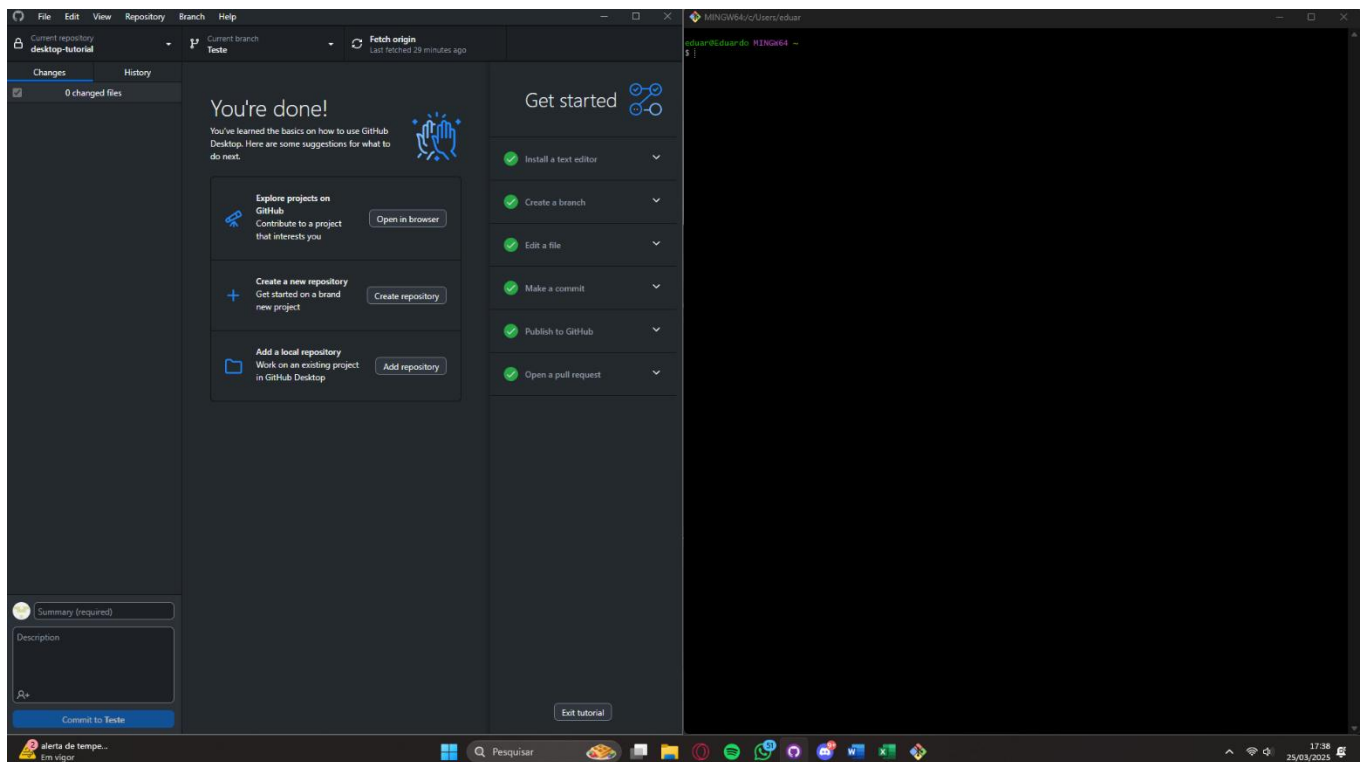 File Edit View Repository Branch Help
Current repository
desktop-tutorial
Current branch
Teste
Fetch origin
Last fetched 29 minutes ago
Changes History
0 changed files
You're done!
You've learned the basics on how to use GitHub
Desktop. Here are some suggestions for what to
do next.
Explore projects on
GitHub
Contribute to a project
that interests you
Open in browser
Create a new repository
Get started on a brand
new project
Create repository
Add a local repository
Work on an existing project
in GitHub Desktop
Add repository
Get started
Install a text editor
Create a branch
Edit a file
Make a commit
Publish to GitHub
Open a pull request
Exit tutorial
Summary (required)
Description
Commit to Teste
MINGW64:/c/Users/eduar
eduar@Eduardo MINGW64 ~
$
2
alerta de tempe...
Em vigor
Pesquisar
17:38
25/03/2025